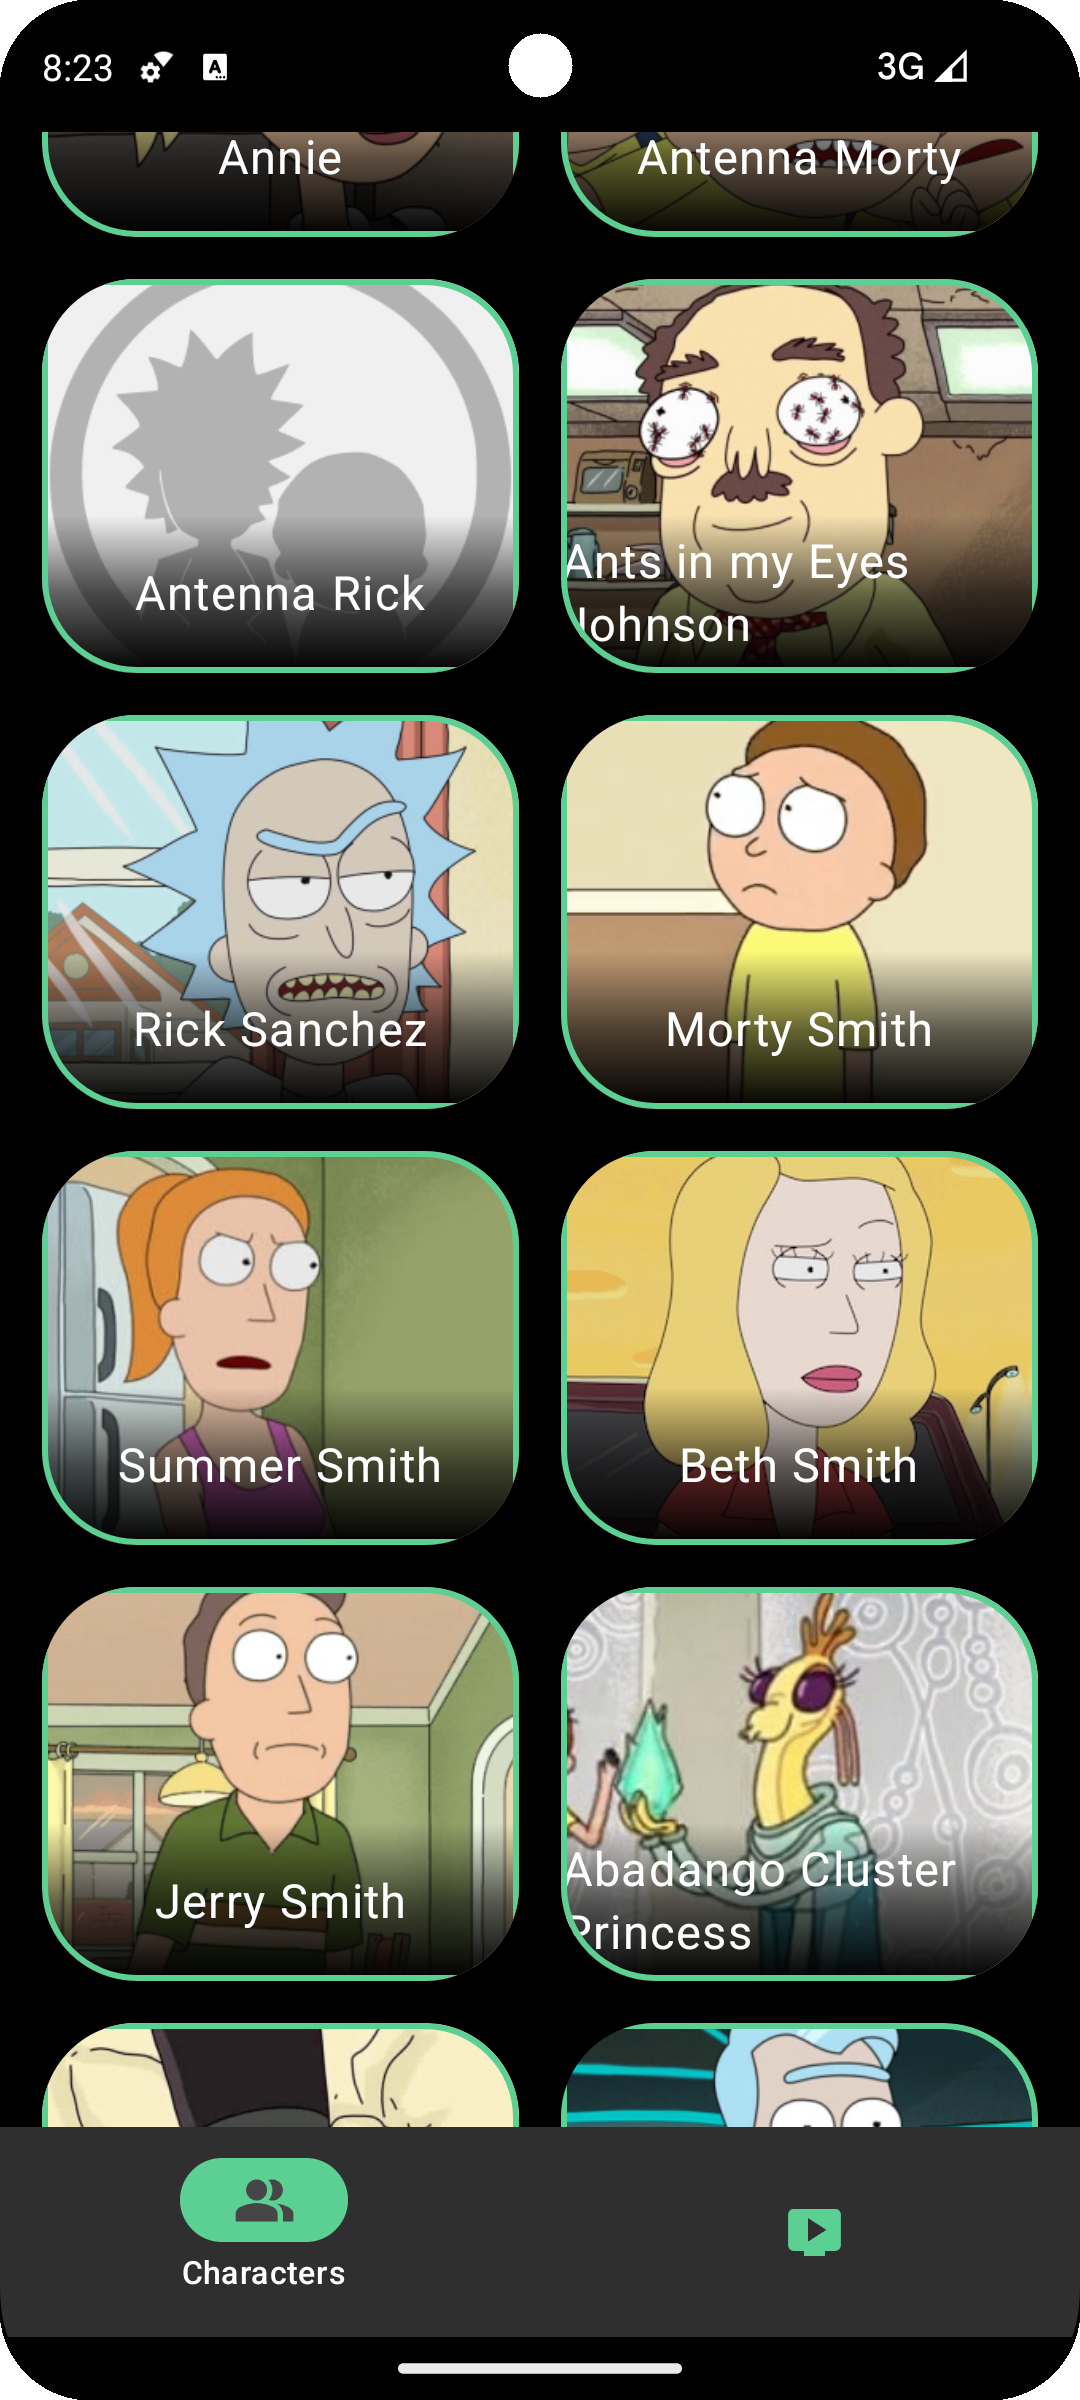 8:23
3G
Annie
Antenna Morty
Antenna Rick
Ants in my Eyes
Johnson
Rick Sanchez
Morty Smith
Summer Smith
Beth Smith
Jerry Smith
Abadango Cluster
Princess
Characters